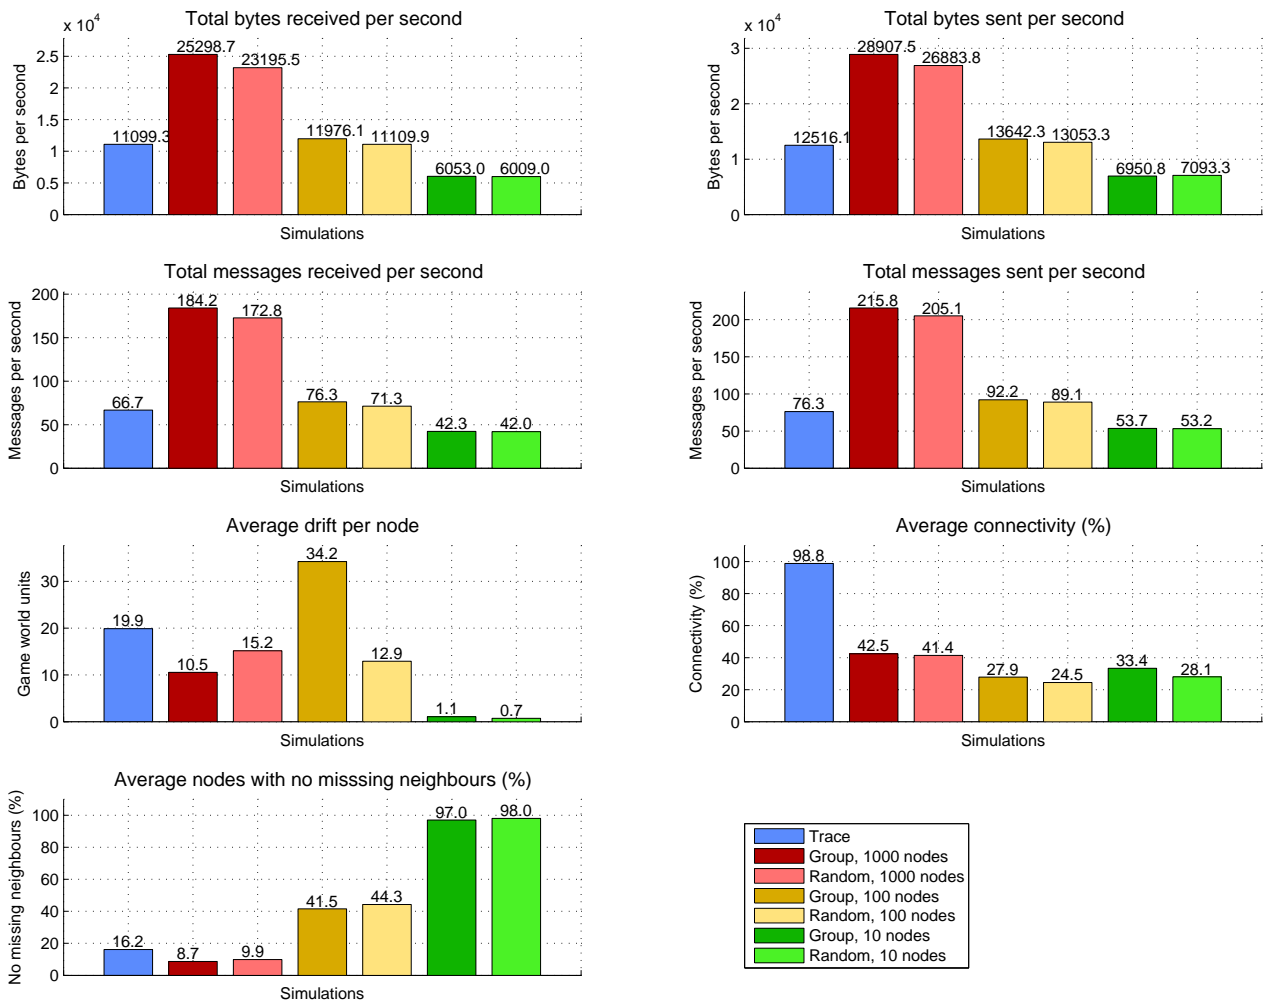 Total bytes received per second
x 10^4
Bytes per second
2.5
2
1.5
1
0.5
0
11099.3
25298.7
23195.5
11976.1
11109.9
6053.0
6009.0
Simulations
Total bytes sent per second
x 10^4
Bytes per second
3
2
1
0
12516.1
28907.5
26883.8
13642.3
13053.3
6950.8
7093.3
Simulations
Total messages received per second
Messages per second
200
150
100
50
0
66.7
184.2
172.8
76.3
71.3
42.3
42.0
Simulations
Total messages sent per second
Messages per second
200
150
100
50
0
76.3
215.8
205.1
92.2
89.1
53.7
53.2
Simulations
Average drift per node
Game world units
30
20
10
0
19.9
10.5
15.2
34.2
12.9
1.1
0.7
Simulations
Average connectivity (%)
Connectivity (%)
100
80
60
40
20
0
98.8
42.5
41.4
27.9
24.5
33.4
28.1
Simulations
Average nodes with no misssing neighbours (%)
No missing neighbours (%)
100
80
60
40
20
0
16.2
8.7
9.9
41.5
44.3
97.0
98.0
Simulations
Trace
Group, 1000 nodes
Random, 1000 nodes
Group, 100 nodes
Random, 100 nodes
Group, 10 nodes
Random, 10 nodes